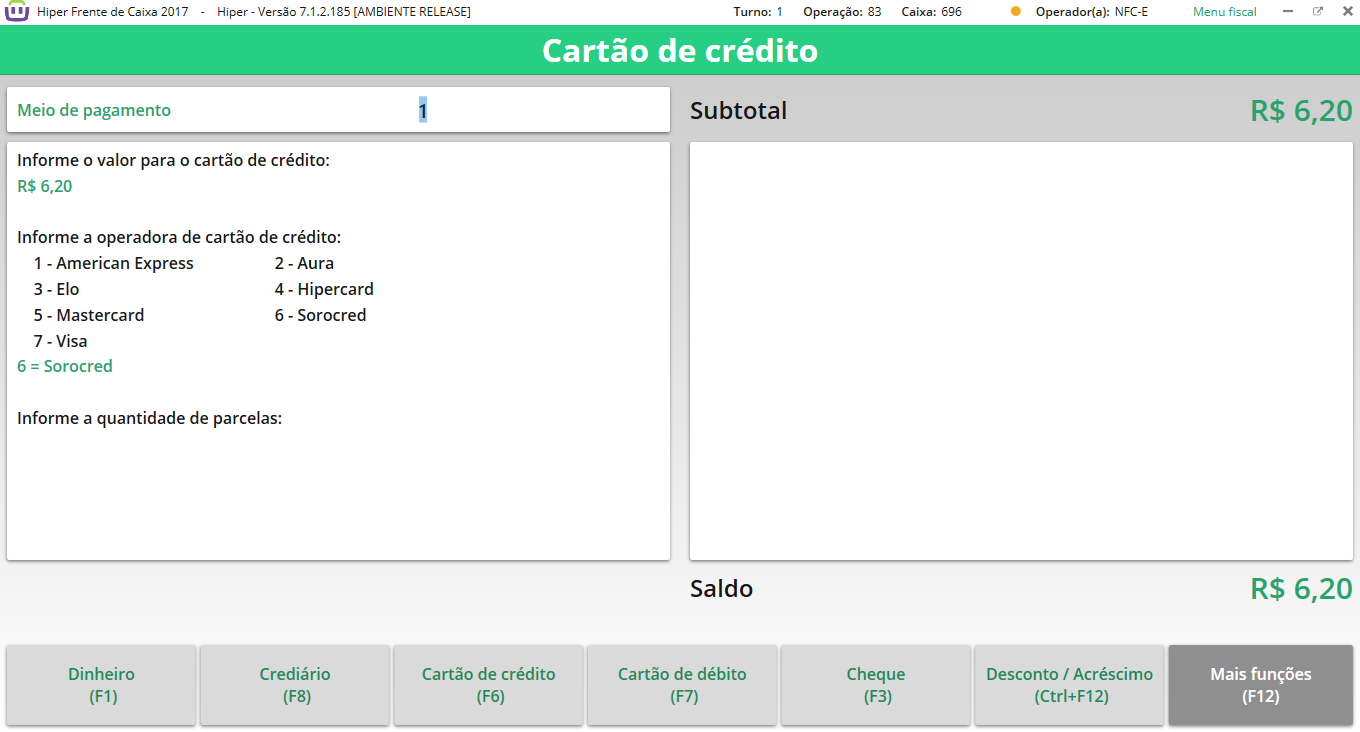 Hiper Frente de Caixa 2017 - Hiper - Versão 7.1.2.185 [AMBIENTE RELEASE] Turno: 1 Operação: 83 Caixa: 696 Operador(a): NFC-E Menu fiscal
Cartão de crédito
Meio de pagamento 1
Subtotal R$ 6,20
Informe o valor para o cartão de crédito:
R$ 6,20
Informe a operadora de cartão de crédito:
1 - American Express 2 - Aura
3 - Elo 4 - Hipercard
5 - Mastercard 6 - Sorocred
7 - Visa
6 = Sorocred
Informe a quantidade de parcelas:
Saldo R$ 6,20
Dinheiro
(F1)
Crediário
(F8)
Cartão de crédito
(F6)
Cartão de débito
(F7)
Cheque
(F3)
Desconto / Acréscimo
(Ctrl+F12)
Mais funções
(F12)